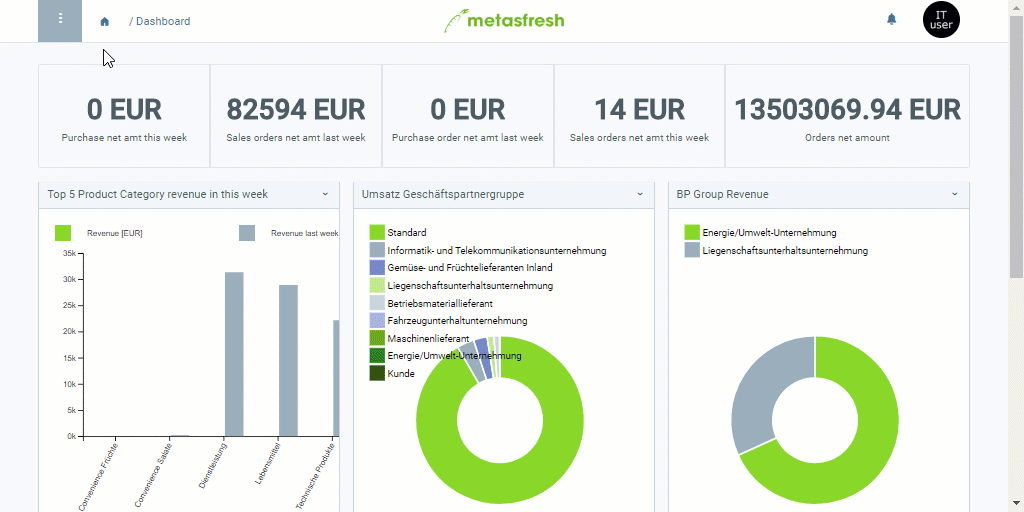 / Dashboard
metasfresh
IT
user
0 EUR
Purchase net amt this week
82594 EUR
Sales orders net amt last week
0 EUR
Purchase order net amt last week
14 EUR
Sales orders net amt this week
13503069.94 EUR
Orders net amount
Top 5 Product Category revenue in this week
Revenue [EUR]
Revenue last week
35k
30k
25k
20k
15k
10k
5k
0k
Convenience Früchte
Convenience Salate
Dienstleistung
Lebensmittel
Technische Produkte
Umsatz Geschäftspartnergruppe
Standard
Informatik- und Telekommunikationsunternehmung
Gemüse- und Früchtelieferanten Inland
Liegenschaftsunterhaltsunternehmung
Betriebsmateriallieferant
Fahrzeugunterhaltunternehmung
Maschinenlieferant
Energie/Umwelt-Unternehmung
Kunde
BP Group Revenue
Energie/Umwelt-Unternehmung
Liegenschaftsunterhaltsunternehmung